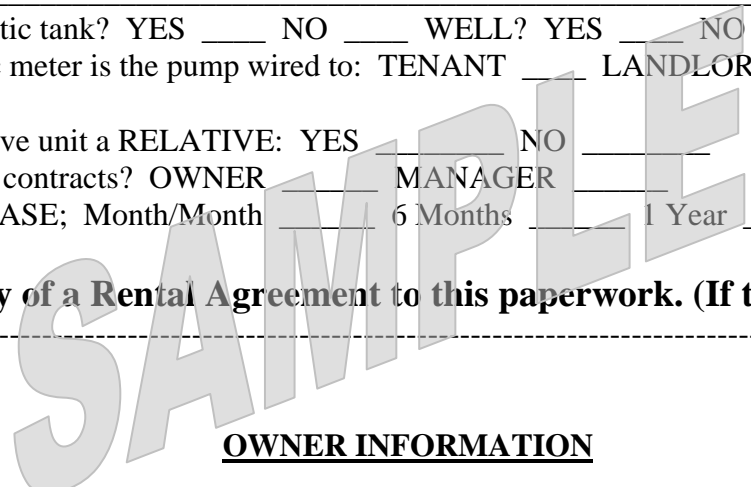 tic tank? YES ____ NO ____ WELL? YES ____ NO
meter is the pump wired to: TENANT ____ LANDLOR
ve unit a RELATIVE: YES ________ NO ________
contracts? OWNER ______ MANAGER ______
ASE; Month/Month ______ 6 Months ______ 1 Year _
y of a Rental Agreement to this paperwork. (If t
SAMPLE
OWNER INFORMATION